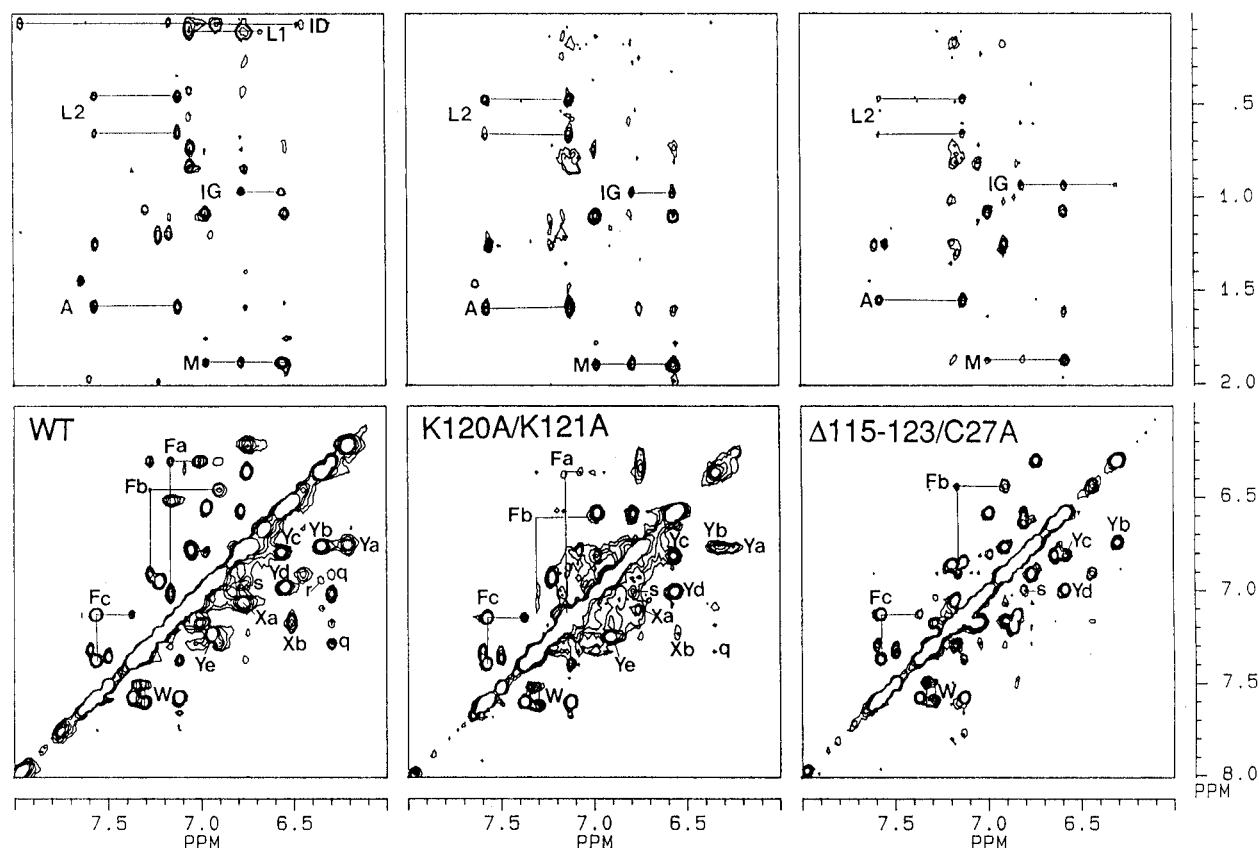 ID
L1
L2
IG
A
M
L2
IG
A
M
L2
IG
A
M
.5
1.0
1.5
2.0
WT
Fa
Fb
Fc
Yc
Yb
Ya
Yd
s
r
q
Xa
Xb
Ye
q
W
K120A/K121A
Fa
Fb
Fc
Yc
Yb
Ya
Yd
s
Xa
Xb
q
Ye
W
Δ115-123/C27A
Fb
Fc
Yb
Yc
Yd
s
W
6.5
7.0
7.5
8.0
PPM
7.5 7.0 6.5
PPM
7.5 7.0 6.5
PPM
7.5 7.0 6.5
PPM